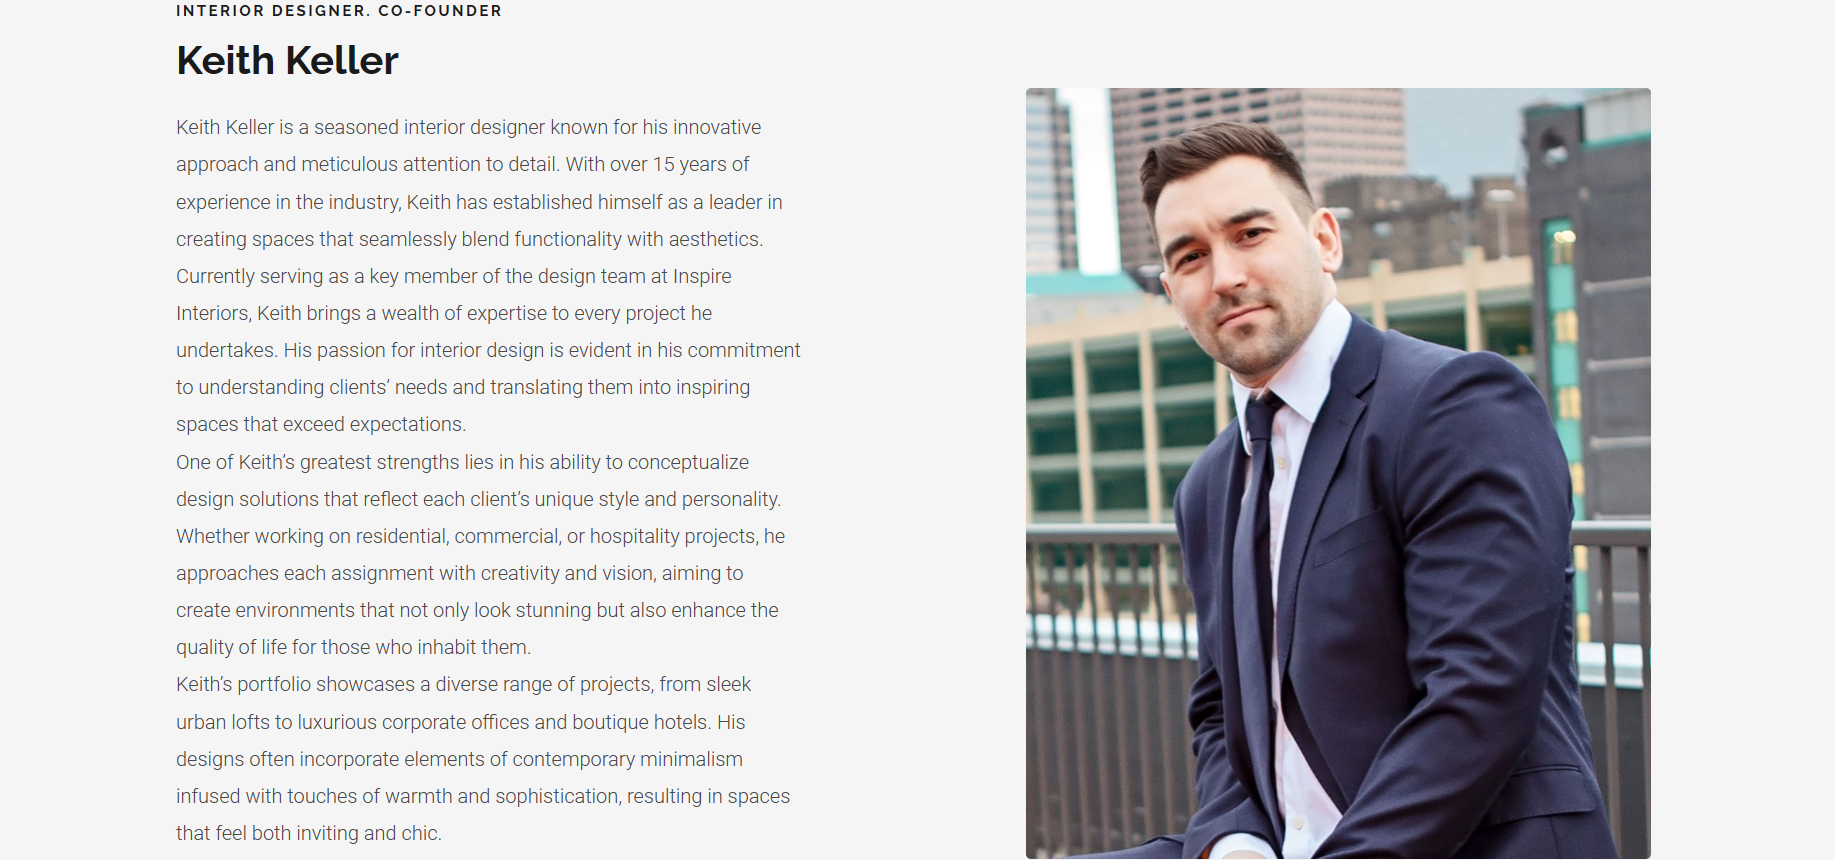 INTERIOR DESIGNER. CO-FOUNDER
Keith Keller
Keith Keller is a seasoned interior designer known for his innovative
approach and meticulous attention to detail. With over 15 years of
experience in the industry, Keith has established himself as a leader in
creating spaces that seamlessly blend functionality with aesthetics.
Currently serving as a key member of the design team at Inspire
Interiors, Keith brings a wealth of expertise to every project he
undertakes. His passion for interior design is evident in his commitment
to understanding clients’ needs and translating them into inspiring
spaces that exceed expectations.
One of Keith’s greatest strengths lies in his ability to conceptualize
design solutions that reflect each client’s unique style and personality.
Whether working on residential, commercial, or hospitality projects, he
approaches each assignment with creativity and vision, aiming to
create environments that not only look stunning but also enhance the
quality of life for those who inhabit them.
Keith’s portfolio showcases a diverse range of projects, from sleek
urban lofts to luxurious corporate offices and boutique hotels. His
designs often incorporate elements of contemporary minimalism
infused with touches of warmth and sophistication, resulting in spaces
that feel both inviting and chic.